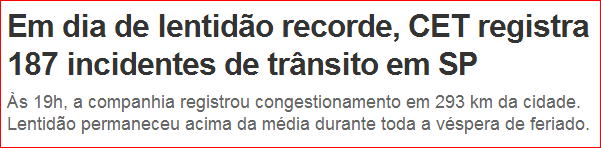 Em dia de lentidão recorde, CET registra
187 incidentes de trânsito em SP
Às 19h, a companhia registrou congestionamento em 293 km da cidade.
Lentidão permaneceu acima da média durante toda a véspera de feriado.